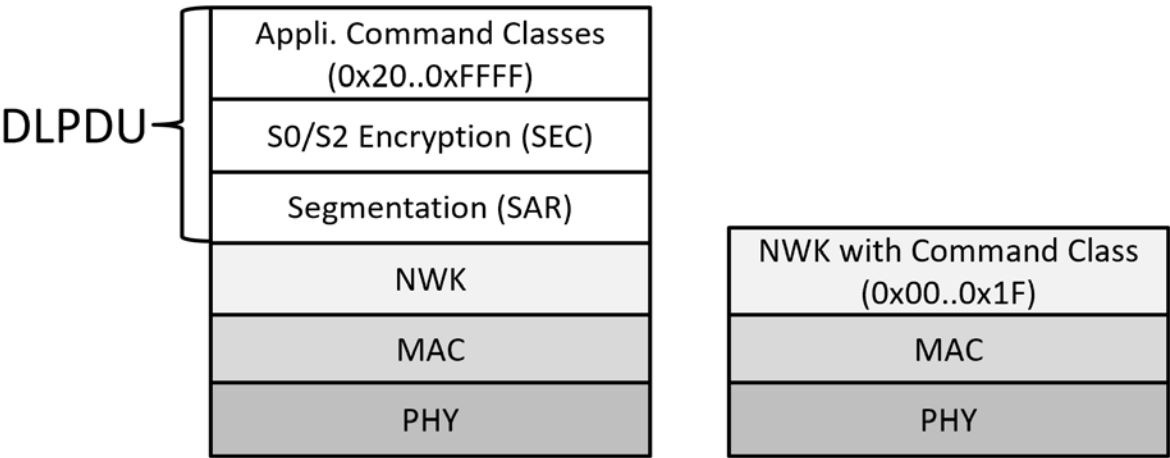 DLPDU
Appli. Command Classes
(0x20..0xFFFF)
S0/S2 Encryption (SEC)
Segmentation (SAR)
NWK
MAC
PHY
NWK with Command Class
(0x00..0x1F)
MAC
PHY